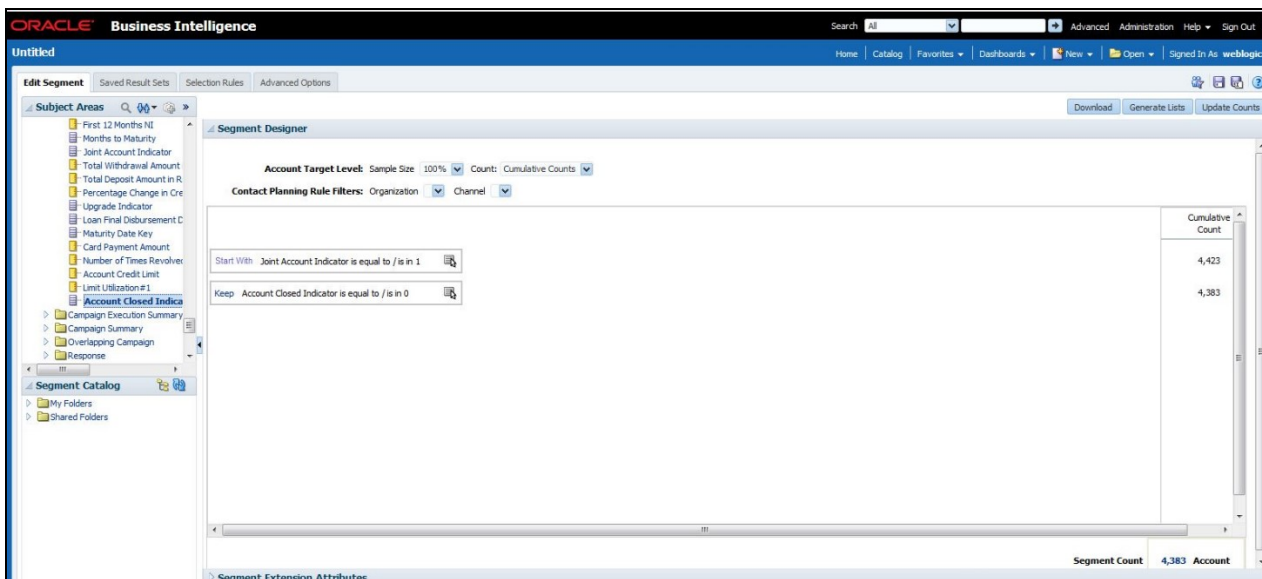 ORACLE Business Intelligence
Search All Advanced Administration Help Sign Out
Untitled
Home Catalog Favorites Dashboards New Open Signed In As weblogic
Edit Segment Saved Result Sets Selection Rules Advanced Options
Subject Areas
Download Generate Lists Update Counts
First 12 Months NI
Months to Maturity
Joint Account Indicator
Total Withdrawal Amount
Total Deposit Amount in R
Percentage Change in Cre
Upgrade Indicator
Loan Final Disbursement D
Maturity Date Key
Card Payment Amount
Number of Times Revolved
Account Credit Limit
Limit Utilization#1
Account Closed Indica
Campaign Execution Summary
Campaign Summary
Overlapping Campaign
Response
Segment Catalog
My Folders
Shared Folders
Segment Designer
Account Target Level: Sample Size 100% Count: Cumulative Counts
Contact Planning Rule Filters: Organization Channel
Cumulative
Count
Start With Joint Account Indicator is equal to / is in 1 4,423
Keep Account Closed Indicator is equal to / is in 0 4,383
Segment Count 4,383 Account
Segment Extension Attributes